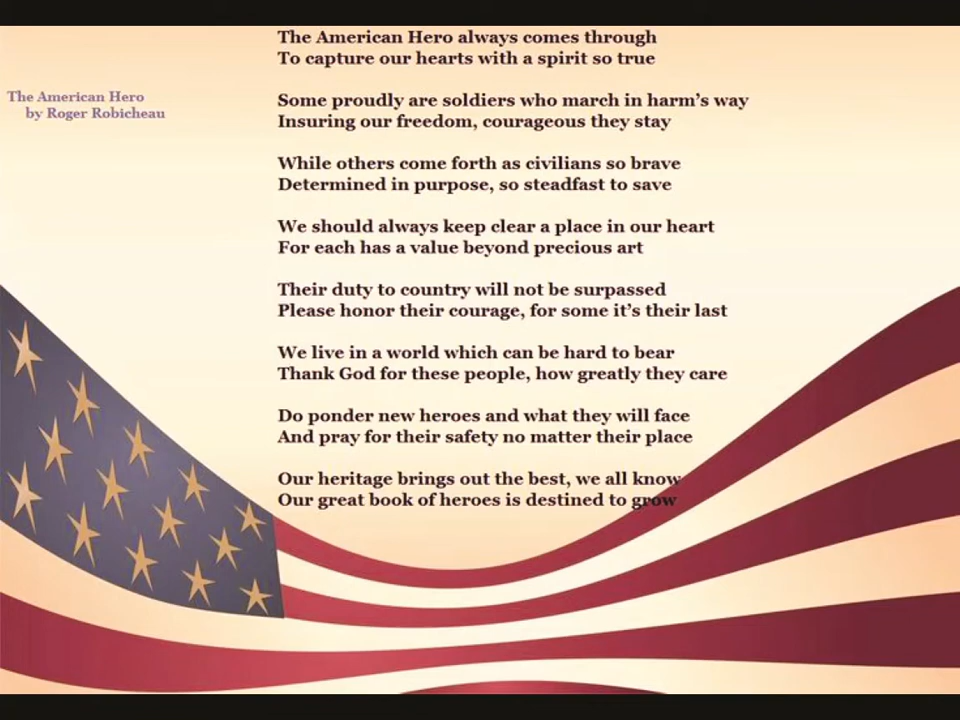 The American Hero
by Roger Robicheau
The American Hero always comes through
To capture our hearts with a spirit so true
Some proudly are soldiers who march in harm's way
Insuring our freedom, courageous they stay
While others come forth as civilians so brave
Determined in purpose, so steadfast to save
We should always keep clear a place in our heart
For each has a value beyond precious art
Their duty to country will not be surpassed
Please honor their courage, for some it's their last
We live in a world which can be hard to bear
Thank God for these people, how greatly they care
Do ponder new heroes and what they will face
And pray for their safety no matter their place
Our heritage brings out the best, we all know
Our great book of heroes is destined to grow